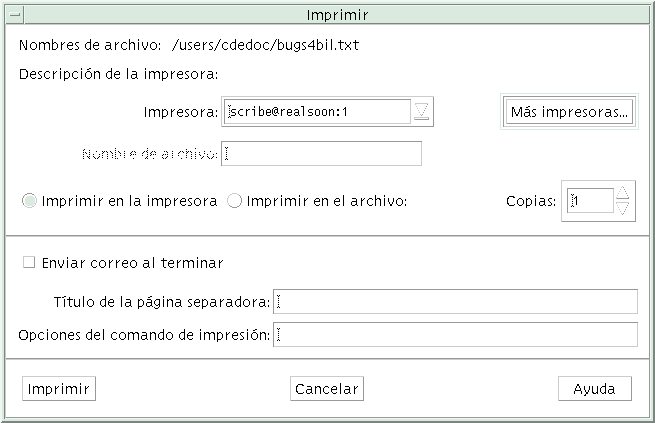 Imprimir
Nombres de archivo: /users/cdedoc/bugs4bil.txt
Descripción de la impresora:
Impresora: scribe@realsoon:1 Más impresoras...
Nombre de archivo:
Imprimir en la impresora Imprimir en el archivo: Copias: 1
Enviar correo al terminar
Título de la página separadora:
Opciones del comando de impresión:
Imprimir Cancelar Ayuda